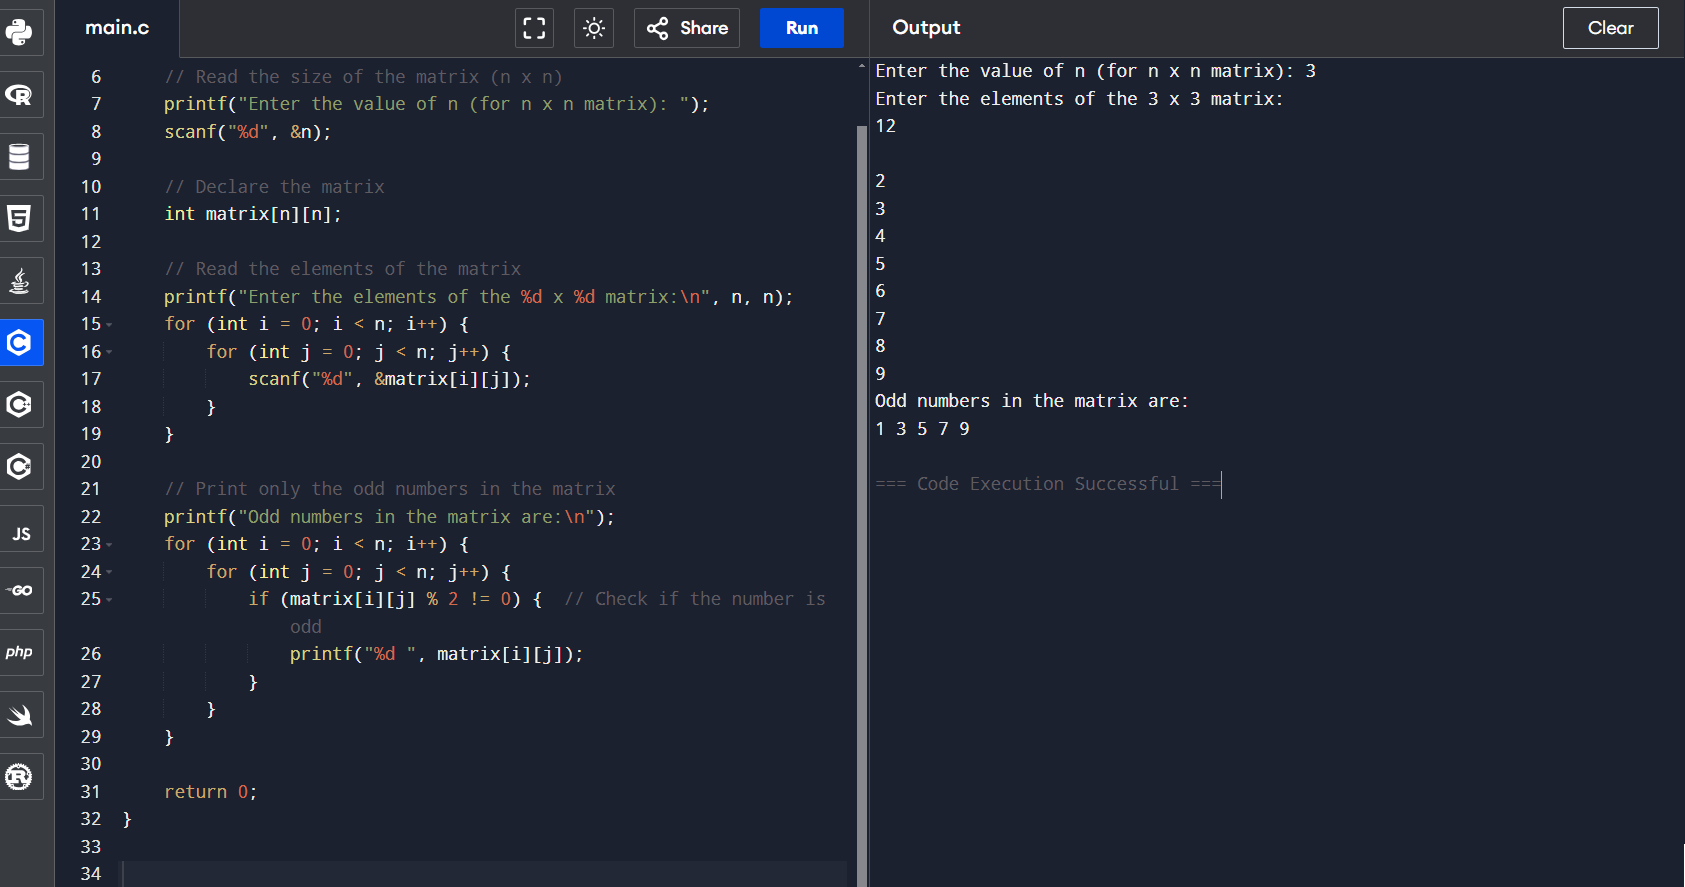 main.c
Share
Run
Output
Clear
6 // Read the size of the matrix (n x n)
7 printf("Enter the value of n (for n x n matrix): ");
8 scanf("%d", &n);
9
10 // Declare the matrix
11 int matrix[n][n];
12
13 // Read the elements of the matrix
14 printf("Enter the elements of the %d x %d matrix:\n", n, n);
15 for (int i = 0; i < n; i++) {
16 for (int j = 0; j < n; j++) {
17 scanf("%d", &matrix[i][j]);
18 }
19 }
20
21 // Print only the odd numbers in the matrix
22 printf("Odd numbers in the matrix are:\n");
23 for (int i = 0; i < n; i++) {
24 for (int j = 0; j < n; j++) {
25 if (matrix[i][j] % 2 != 0) { // Check if the number is
odd
26 printf("%d ", matrix[i][j]);
27 }
28 }
29 }
30
31 return 0;
32 }
33
34
Enter the value of n (for n x n matrix): 3
Enter the elements of the 3 x 3 matrix:
12
2
3
4
5
6
7
8
9
Odd numbers in the matrix are:
1 3 5 7 9
=== Code Execution Successful ===
R
5
C
C
C
JS
GO
php
R